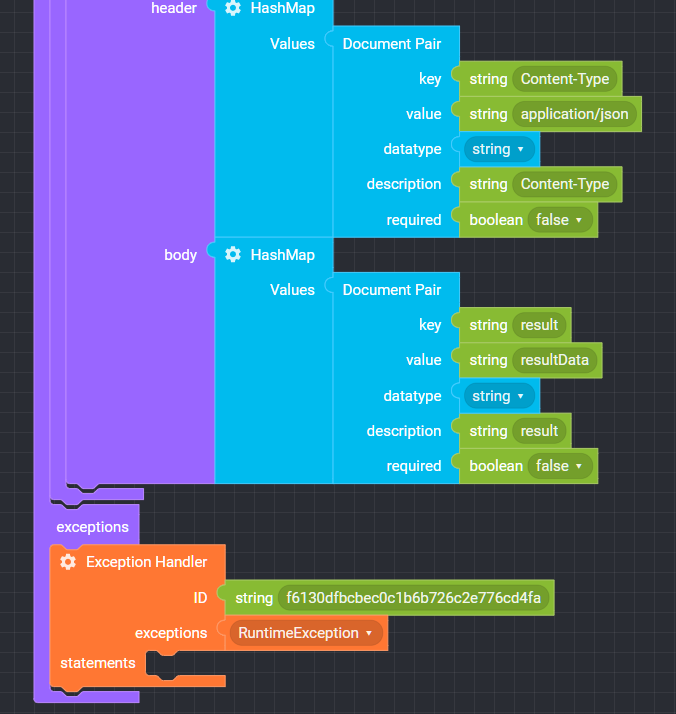 header HashMap
Values Document Pair
key string Content-Type
value string application/json
datatype string
description string Content-Type
required boolean false
body HashMap
Values Document Pair
key string result
value string resultData
datatype string
description string result
required boolean false
exceptions
Exception Handler
ID string f6130dfbcbec0c1b6b726c2e776cd4fa
exceptions RuntimeException
statements